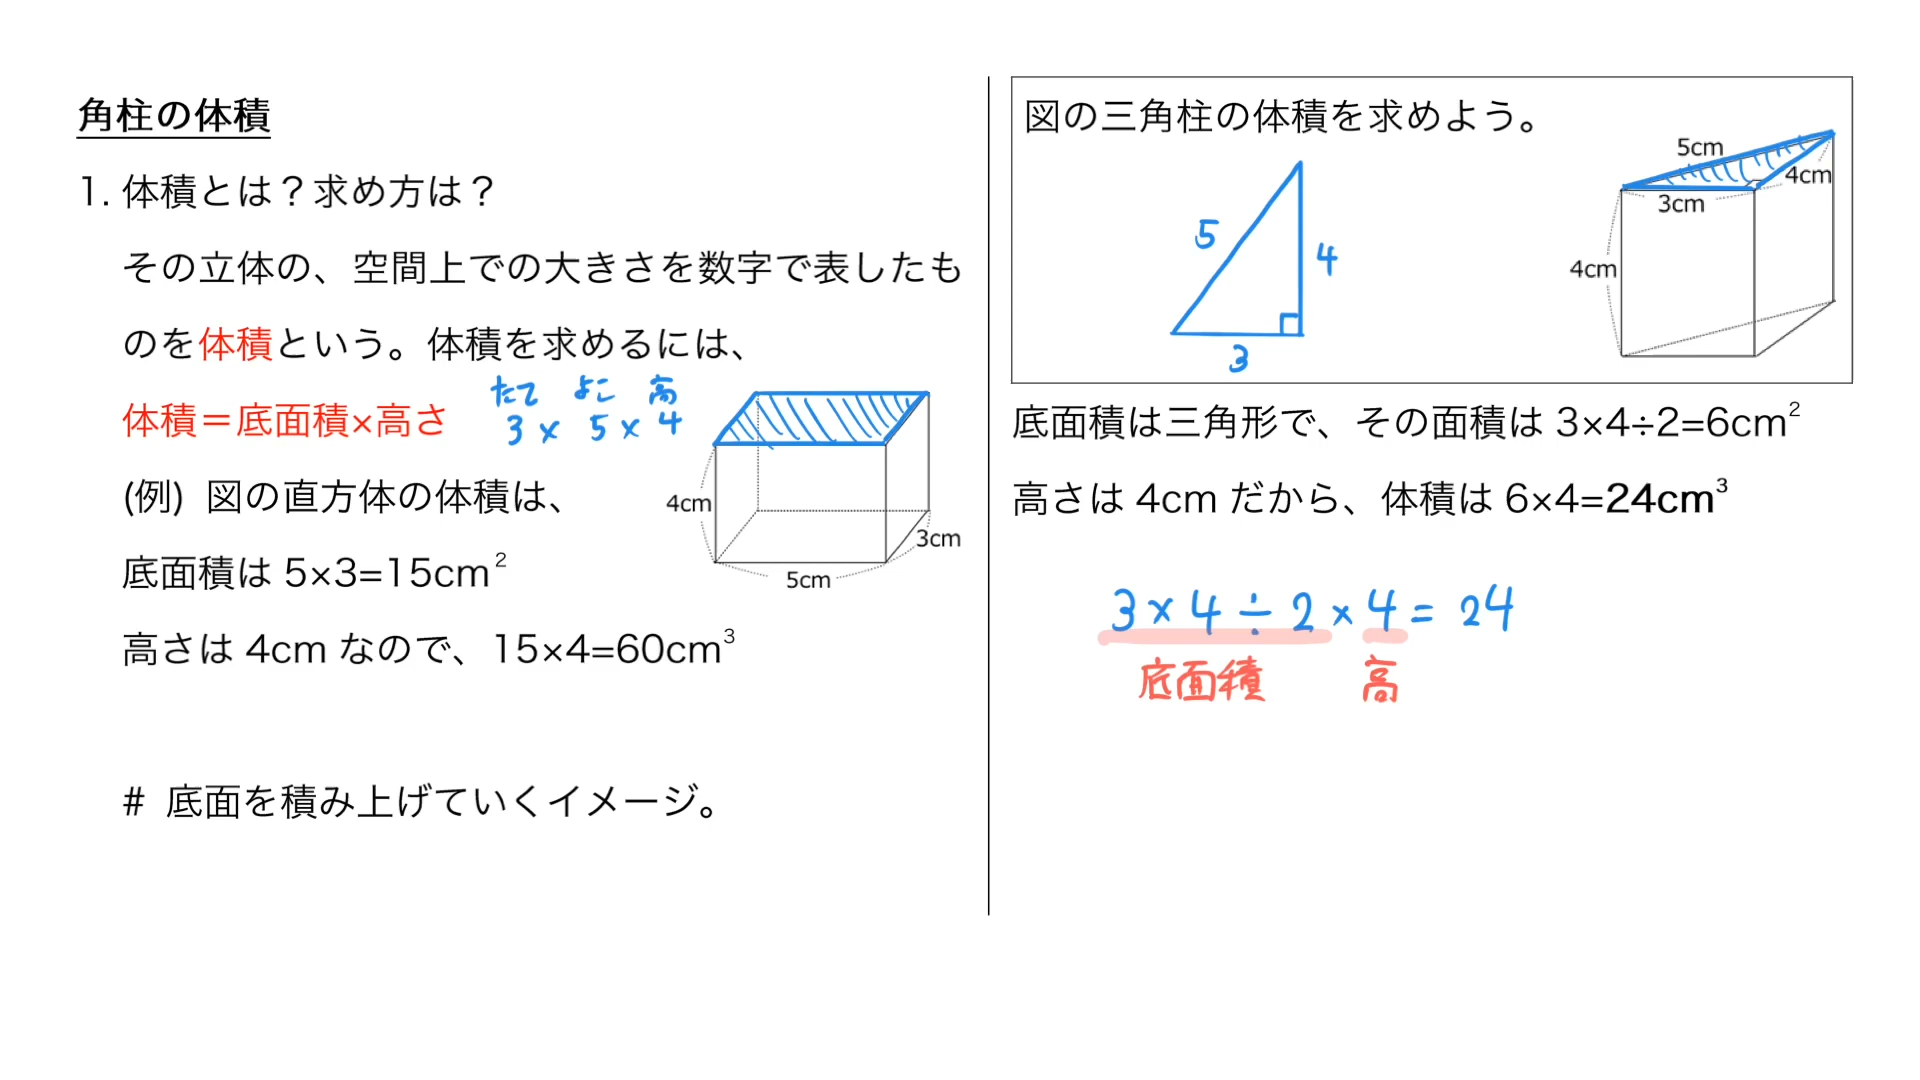 角柱の体積
1. 体積とは？求め方は？
その立体の、空間上での大きさを数字で表したも
のを体積という。体積を求めるには、
たて よこ 高
体積＝底面積×高さ
3 × 5 × 4
(例) 図の直方体の体積は、
底面積は 5×3=15cm²
高さは 4cm なので、15×4=60cm³
4cm
3cm
5cm
# 底面を積み上げていくイメージ。
図の三角柱の体積を求めよう。
5
4
3
5cm
4cm
3cm
4cm
底面積は三角形で、その面積は 3×4÷2=6cm²
高さは 4cm だから、体積は 6×4=24cm³
3 × 4 ÷ 2 × 4 = 24
底面積 高